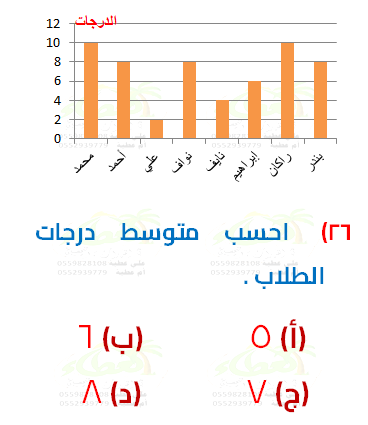 الدرجات
12
10
8
6
4
2
0
محمد أحمد علي نواف نايف ابراهيم راكان بندر
٢٦) احسب متوسط درجات
الطلاب .
(أ) ٥ (ب) ٦
(ج) ٧ (د) ٨